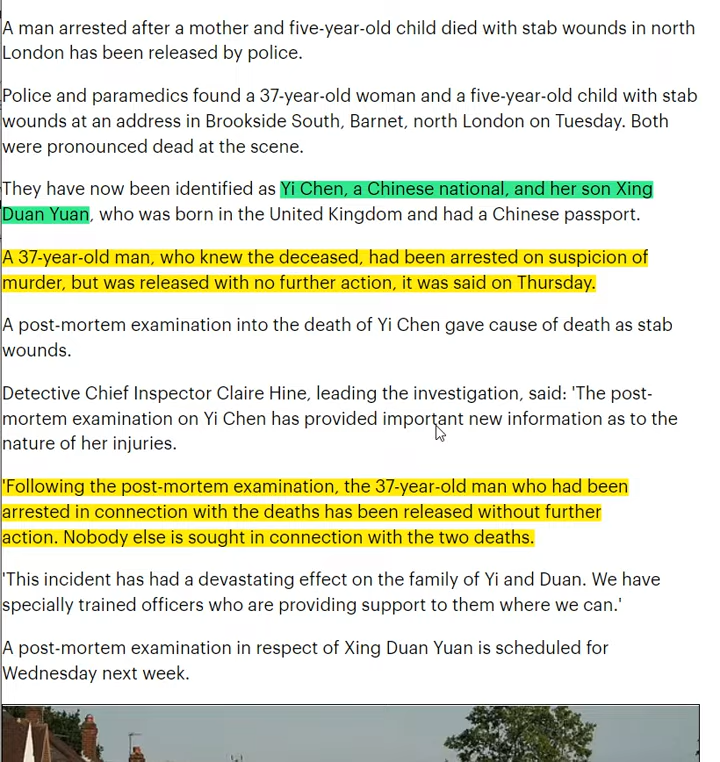 A man arrested after a mother and five-year-old child died with stab wounds in north
London has been released by police.
Police and paramedics found a 37-year-old woman and a five-year-old child with stab
wounds at an address in Brookside South, Barnet, north London on Tuesday. Both
were pronounced dead at the scene.
They have now been identified as Yi Chen, a Chinese national, and her son Xing
Duan Yuan, who was born in the United Kingdom and had a Chinese passport.
A 37-year-old man, who knew the deceased, had been arrested on suspicion of
murder, but was released with no further action, it was said on Thursday.
A post-mortem examination into the death of Yi Chen gave cause of death as stab
wounds.
Detective Chief Inspector Claire Hine, leading the investigation, said: 'The post-
mortem examination on Yi Chen has provided important new information as to the
nature of her injuries.
'Following the post-mortem examination, the 37-year-old man who had been
arrested in connection with the deaths has been released without further
action. Nobody else is sought in connection with the two deaths.
'This incident has had a devastating effect on the family of Yi and Duan. We have
specially trained officers who are providing support to them where we can.'
A post-mortem examination in respect of Xing Duan Yuan is scheduled for
Wednesday next week.